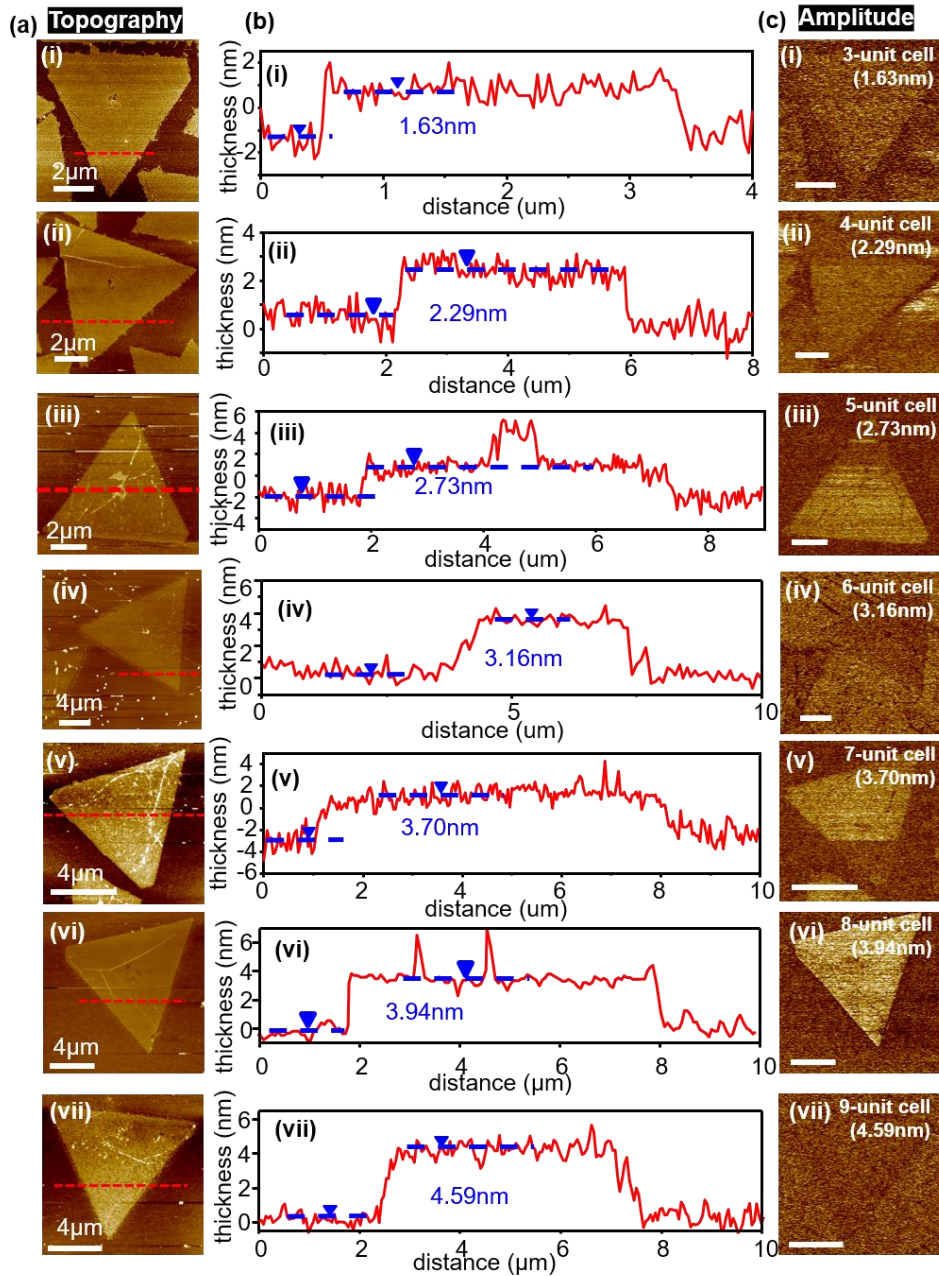 (a) Topography (b) (c) Amplitude
(i)
2µm
thickness (nm)
2
0
-2
(i)
1.63nm
0 1 2 3 4
distance (um)
(i) 3-unit cell
(1.63nm)
(ii)
2µm
thickness (nm)
4
2
0
(ii)
2.29nm
0 2 4 6 8
distance (um)
4-unit cell
(ii) (2.29nm)
(iii)
2µm
thickness (nm)
6
4
2
0
-2
-4
(iii)
2.73nm
0 2 4 6 8
distance (um)
5-unit cell
(iii) (2.73nm)
(iv)
4µm
thickness (nm)
6
4
2
0
(iv)
3.16nm
0 5 10
distance (um)
6-unit cell
(iv) (3.16nm)
(v)
4µm
thickness (nm)
4
2
0
-2
-4
-6
(v)
3.70nm
0 2 4 6 8 10
distance (um)
7-unit cell
(v) (3.70nm)
(vi)
4µm
thickness (nm)
6
4
2
0
(vi)
3.94nm
0 2 4 6 8 10
distance (µm)
8-unit cell
(vi) (3.94nm)
(vii)
4µm
thickness (nm)
6
4
2
0
(vii)
4.59nm
0 2 4 6 8 10
distance (µm)
9-unit cell
(vii) (4.59nm)